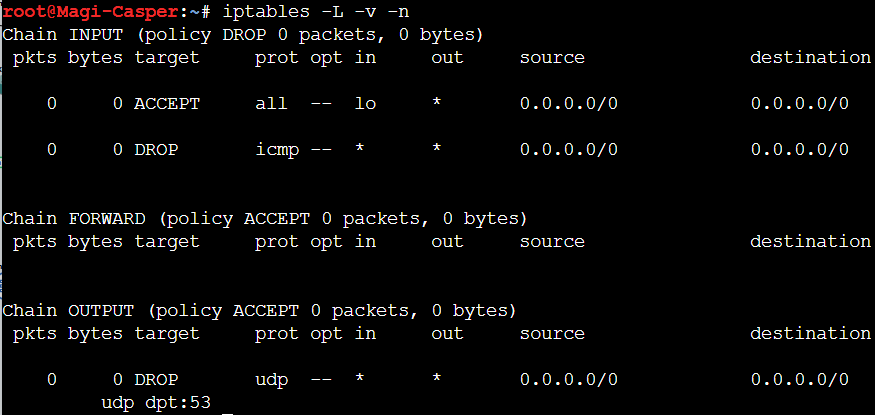 root@Magi-Casper:~# iptables -L -v -n
Chain INPUT (policy DROP 0 packets, 0 bytes)
 pkts bytes target     prot opt in     out     source               destination
    0     0 ACCEPT     all  --  lo     *       0.0.0.0/0            0.0.0.0/0
    0     0 DROP       icmp --  *      *       0.0.0.0/0            0.0.0.0/0
Chain FORWARD (policy ACCEPT 0 packets, 0 bytes)
 pkts bytes target     prot opt in     out     source               destination
Chain OUTPUT (policy ACCEPT 0 packets, 0 bytes)
 pkts bytes target     prot opt in     out     source               destination
    0     0 DROP       udp  --  *      *       0.0.0.0/0            0.0.0.0/0
         udp dpt:53